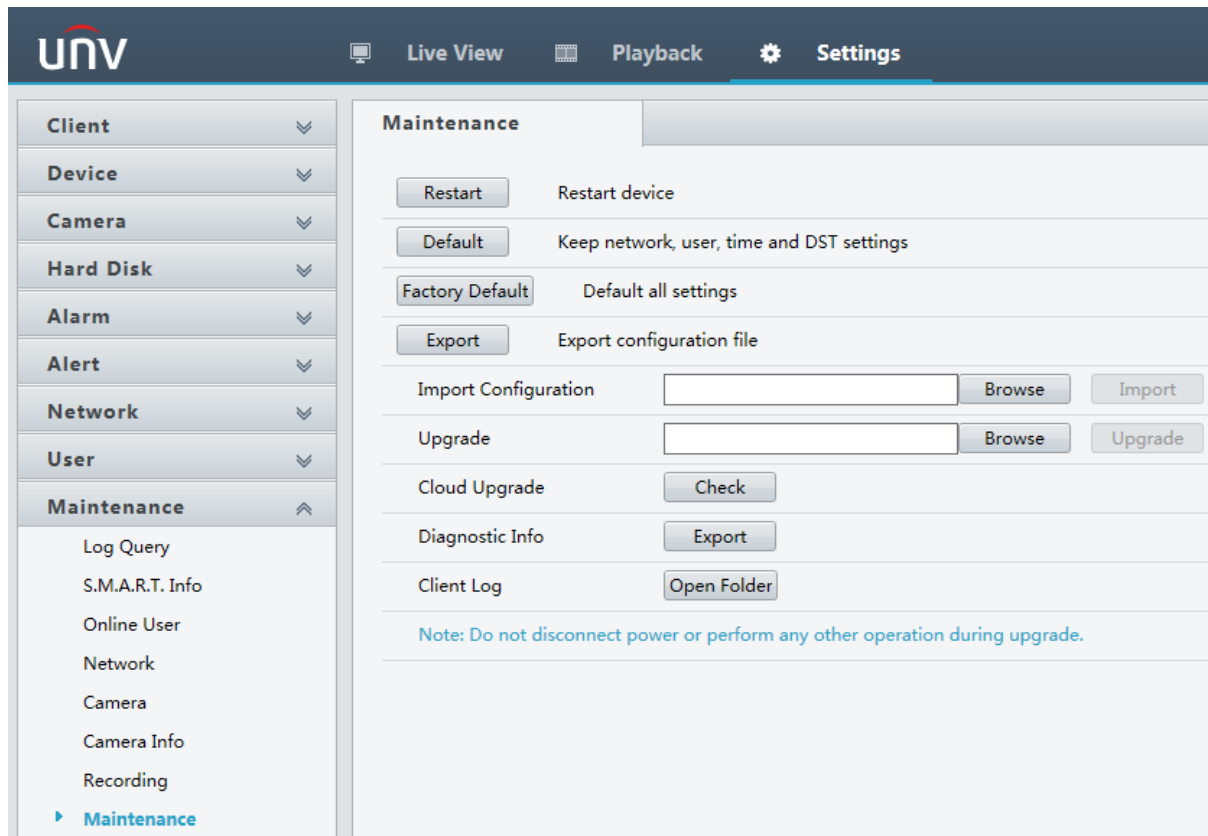 unv
Live View Playback Settings
Client
Device
Camera
Hard Disk
Alarm
Alert
Network
User
Maintenance
Log Query
S.M.A.R.T. Info
Online User
Network
Camera
Camera Info
Recording
Maintenance
Maintenance
Restart Restart device
Default Keep network, user, time and DST settings
Factory Default Default all settings
Export Export configuration file
Import Configuration Browse Import
Upgrade Browse Upgrade
Cloud Upgrade Check
Diagnostic Info Export
Client Log Open Folder
Note: Do not disconnect power or perform any other operation during upgrade.